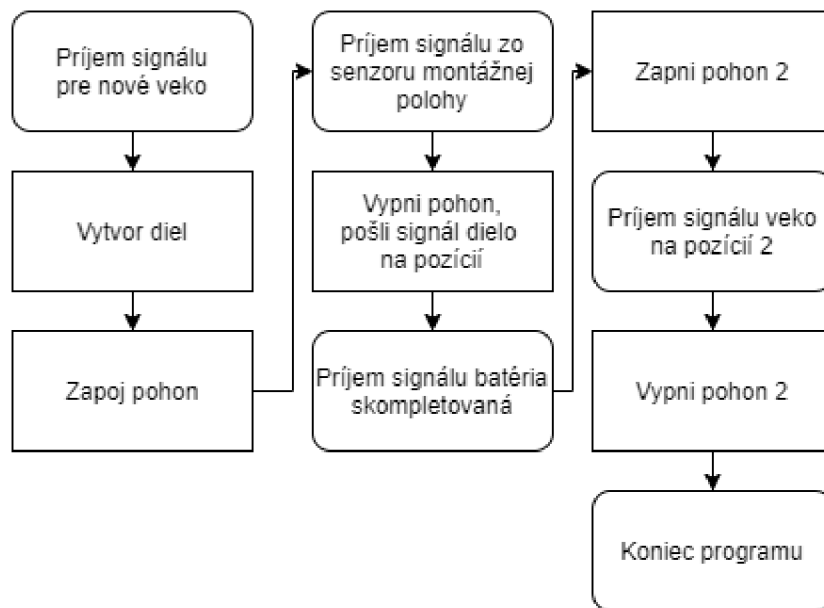 Príjem signálu
pre nové veko
Vytvor diel
Zapoj pohon
Príjem signálu zo
senzoru montážnej
polohy
Vypni pohon,
pošli signál dielo
na pozícií
Príjem signálu batéria
skompletovaná
Zapni pohon 2
Príjem signálu veko
na pozícií 2
Vypni pohon 2
Koniec programu